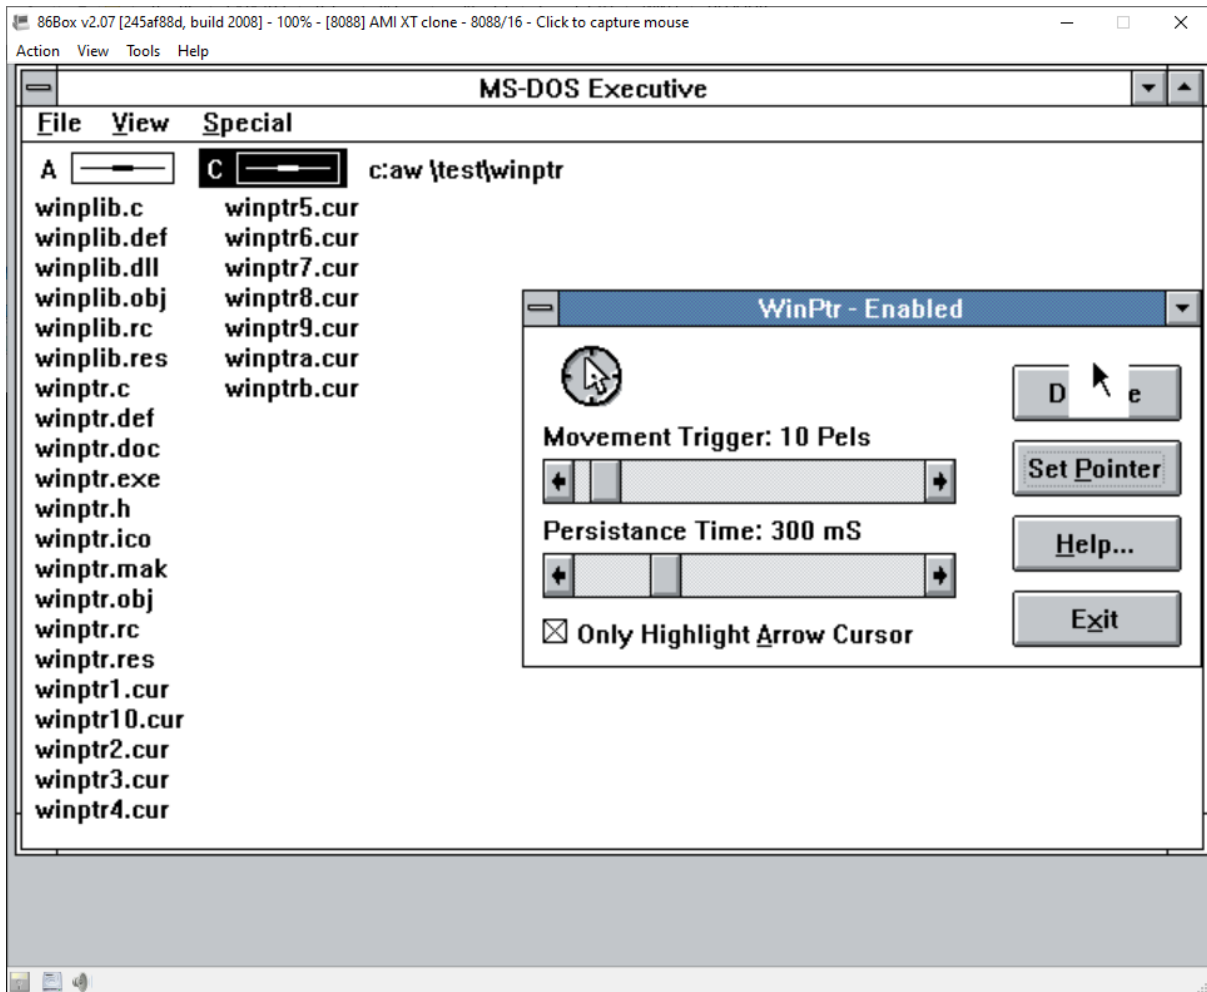 86Box v2.07 [245af88d, build 2008] - 100% - [8088] AMI XT clone - 8088/16 - Click to capture mouse
Action View Tools Help
MS-DOS Executive
File View Special
A C c:aw \test\winptr
winplib.c winptr5.cur
winplib.def winptr6.cur
winplib.dll winptr7.cur
winplib.obj winptr8.cur
winplib.rc winptr9.cur
winplib.res winptra.cur
winptr.c winptrb.cur
winptr.def
winptr.doc
winptr.exe
winptr.h
winptr.ico
winptr.mak
winptr.obj
winptr.rc
winptr.res
winptr1.cur
winptr10.cur
winptr2.cur
winptr3.cur
winptr4.cur
WinPtr - Enabled
Movement Trigger: 10 Pels
Persistance Time: 300 mS
Only Highlight Arrow Cursor
D e
Set Pointer
Help...
Exit